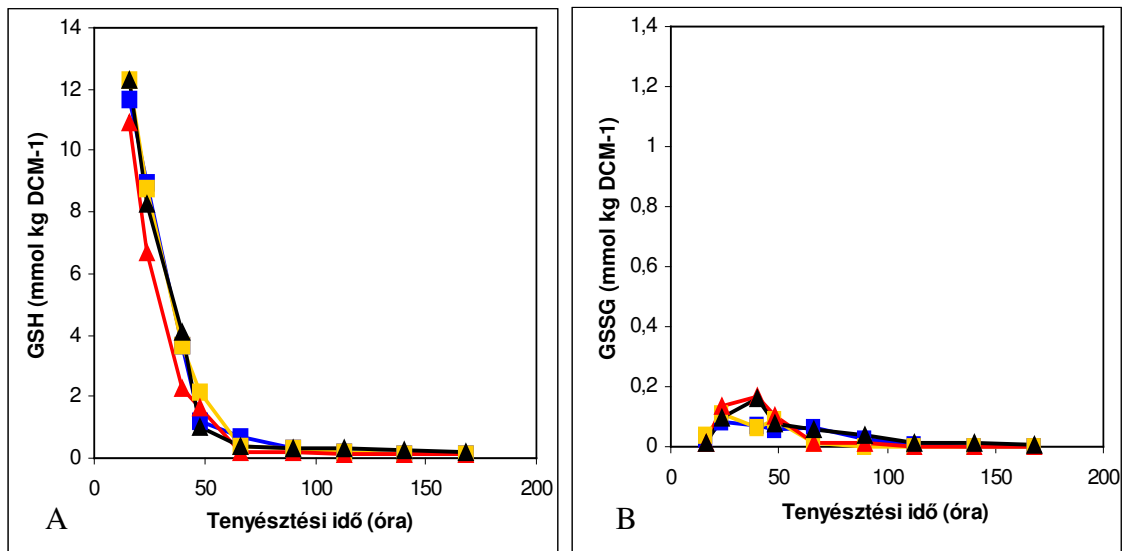 GSH (mmol kg DCM-1)
14
12
10
8
6
4
2
0
0 50 100 150 200
Tenyésztési idő (óra)
A
GSSG (mmol kg DCM-1)
1,4
1,2
1
0,8
0,6
0,4
0,2
0
0 50 100 150 200
Tenyésztési idő (óra)
B